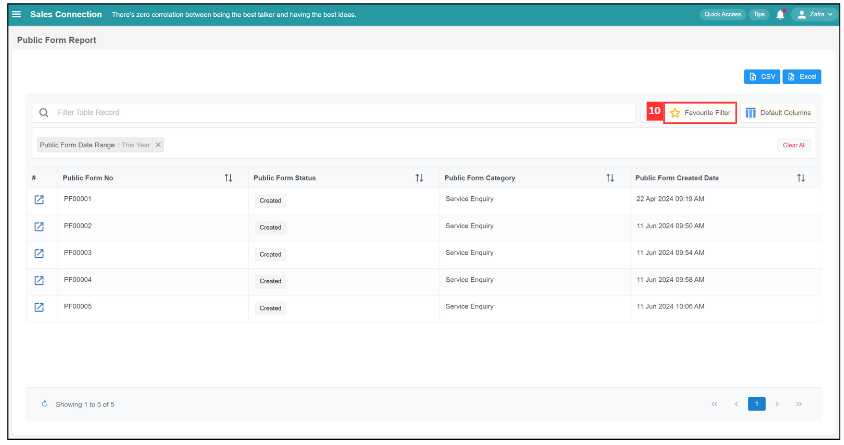 Sales Connection There's zero correlation between being the best talker and having the best ideas. Quick Access Tips Zafra
Public Form Report
CSV Excel
Filter Table Record 10 Favourite Filter Default Columns
Public Form Date Range : This Year Clear All
# Public Form No Public Form Status Public Form Category Public Form Created Date
PF00001 Created Service Enquiry 22 Apr 2024 09:19 AM
PF00002 Created Service Enquiry 11 Jun 2024 09:50 AM
PF00003 Created Service Enquiry 11 Jun 2024 09:54 AM
PF00004 Created Service Enquiry 11 Jun 2024 09:58 AM
PF00005 Created Service Enquiry 11 Jun 2024 10:06 AM
Showing 1 to 5 of 5 1